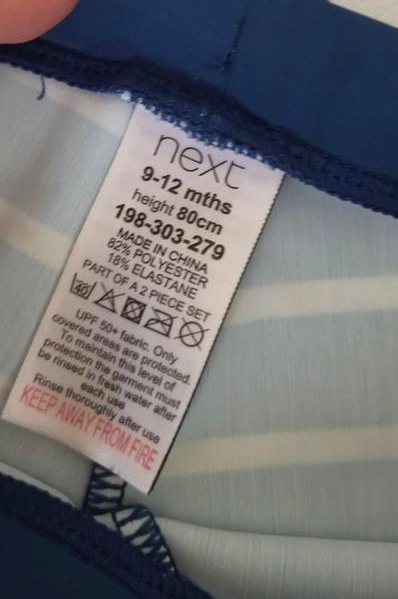 next
9-12 mths
height 80cm
198-303-279
MADE IN CHINA
82% POLYESTER
18% ELASTANE
PART OF A 2 PIECE SET
40
UPF 50+ fabric. Only
covered areas are protected.
To maintain this level of
protection the garment must
be rinsed in fresh water after
each use
Rinse thoroughly after use
KEEP AWAY FROM FIRE